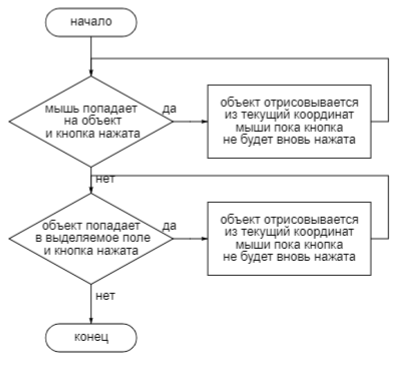 начало
мышь попадает
на объект
и кнопка нажата
да
объект отрисовывается
из текущий координат
мыши пока кнопка
не будет вновь нажата
нет
объект попадает
в выделяемое поле
и кнопка нажата
да
объект отрисовывается
из текущий координат
мыши пока кнопка
не будет вновь нажата
нет
конец